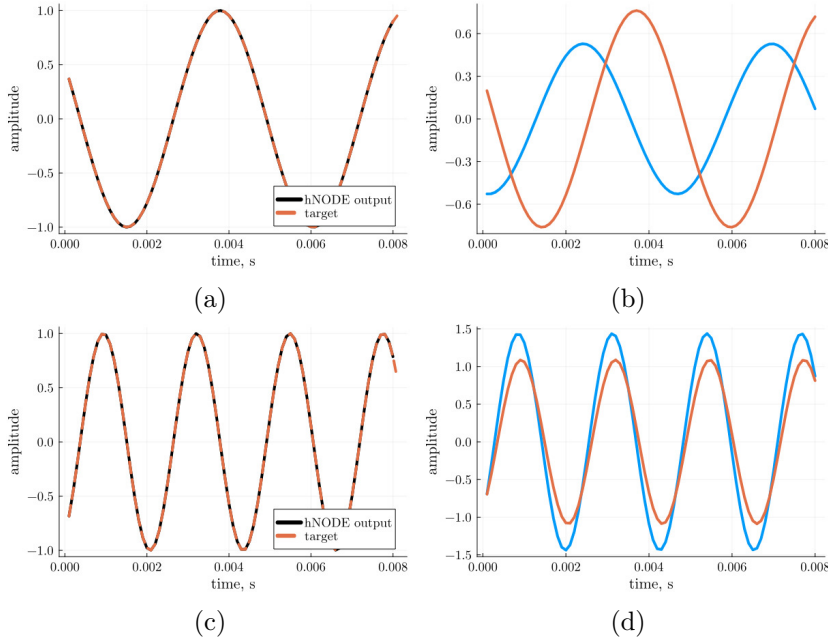 1.0
0.5
0.0
−0.5
−1.0
amplitude
hNODE output
target
0.000
0.002
0.004
0.006
0.008
time, s
(a)
0.6
0.3
0.0
−0.3
−0.6
amplitude
0.000
0.002
0.004
0.006
0.008
time, s
(b)
1.0
0.5
0.0
−0.5
−1.0
amplitude
hNODE output
target
0.000
0.002
0.004
0.006
0.008
time, s
(c)
1.5
1.0
0.5
0.0
−0.5
−1.0
−1.5
amplitude
0.000
0.002
0.004
0.006
0.008
time, s
(d)